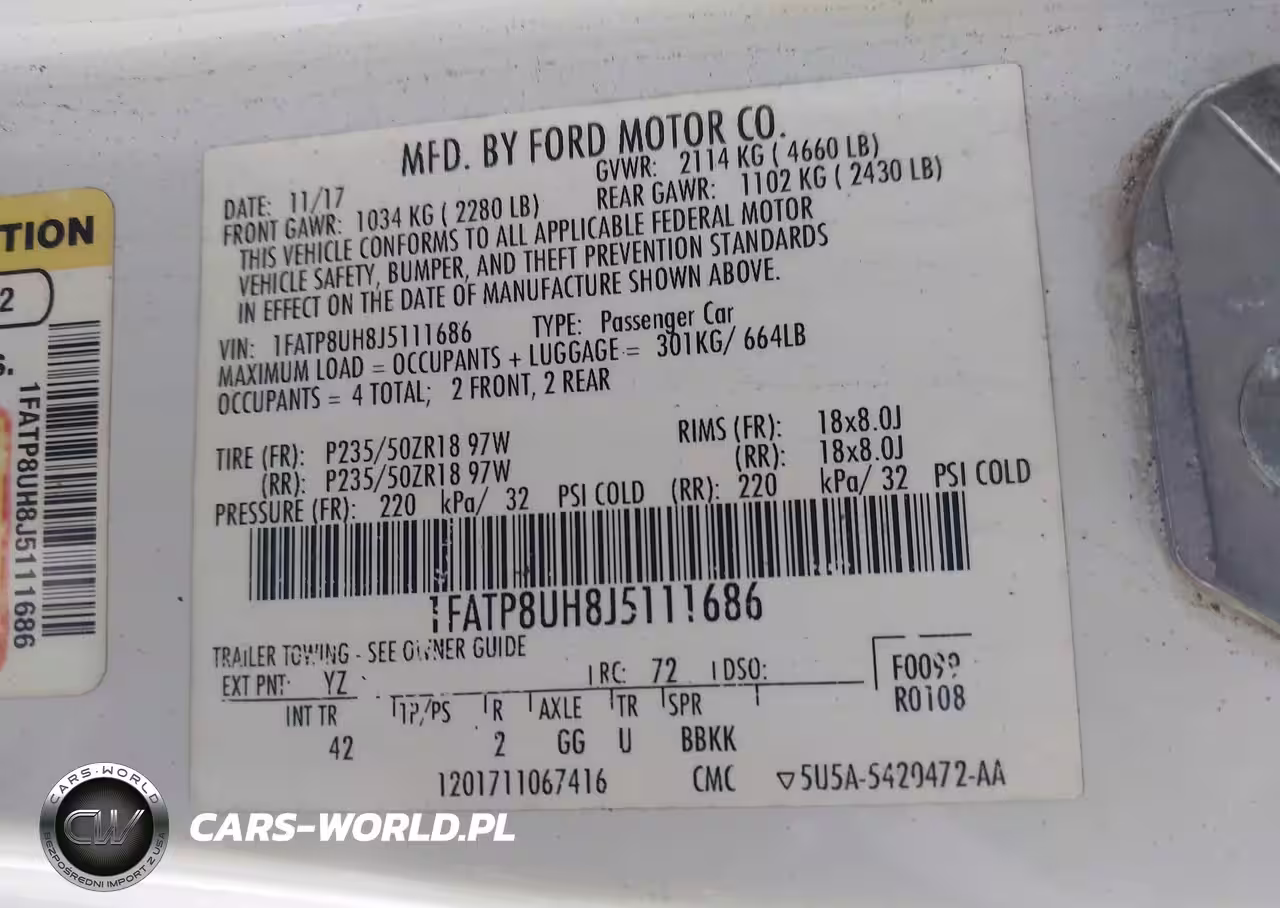 TION
2
S.
1FATP8UH8J5111686
MFD. BY FORD MOTOR CO.
DATE: 11/17 GVWR: 2114 KG ( 4660 LB)
FRONT GAWR: 1034 KG ( 2280 LB) REAR GAWR: 1102 KG ( 2430 LB)
THIS VEHICLE CONFORMS TO ALL APPLICABLE FEDERAL MOTOR
VEHICLE SAFETY, BUMPER, AND THEFT PREVENTION STANDARDS
IN EFFECT ON THE DATE OF MANUFACTURE SHOWN ABOVE.
VIN: 1FATP8UH8J5111686 TYPE: Passenger Car
MAXIMUM LOAD = OCCUPANTS + LUGGAGE = 301KG/ 664LB
OCCUPANTS = 4 TOTAL; 2 FRONT, 2 REAR
TIRE (FR): P235/50ZR18 97W RIMS (FR): 18x8.0J
(RR): P235/50ZR18 97W (RR): 18x8.0J
PRESSURE (FR): 220 kPa/ 32 PSI COLD (RR): 220 kPa/ 32 PSI COLD
1FATP8UH8J5111686
TRAILER TOWING - SEE OWNER GUIDE
EXT PNT: YZ RC: 72 DSO:
INT TR TP/PS R AXLE TR SPR
42 2 GG U BBKK
R0108
1201711067416 CMC ▽5U5A-5420472-AA
CARS-WORLD
CW
BEZPOŚREDNI IMPORT Z USA
CARS-WORLD.PL